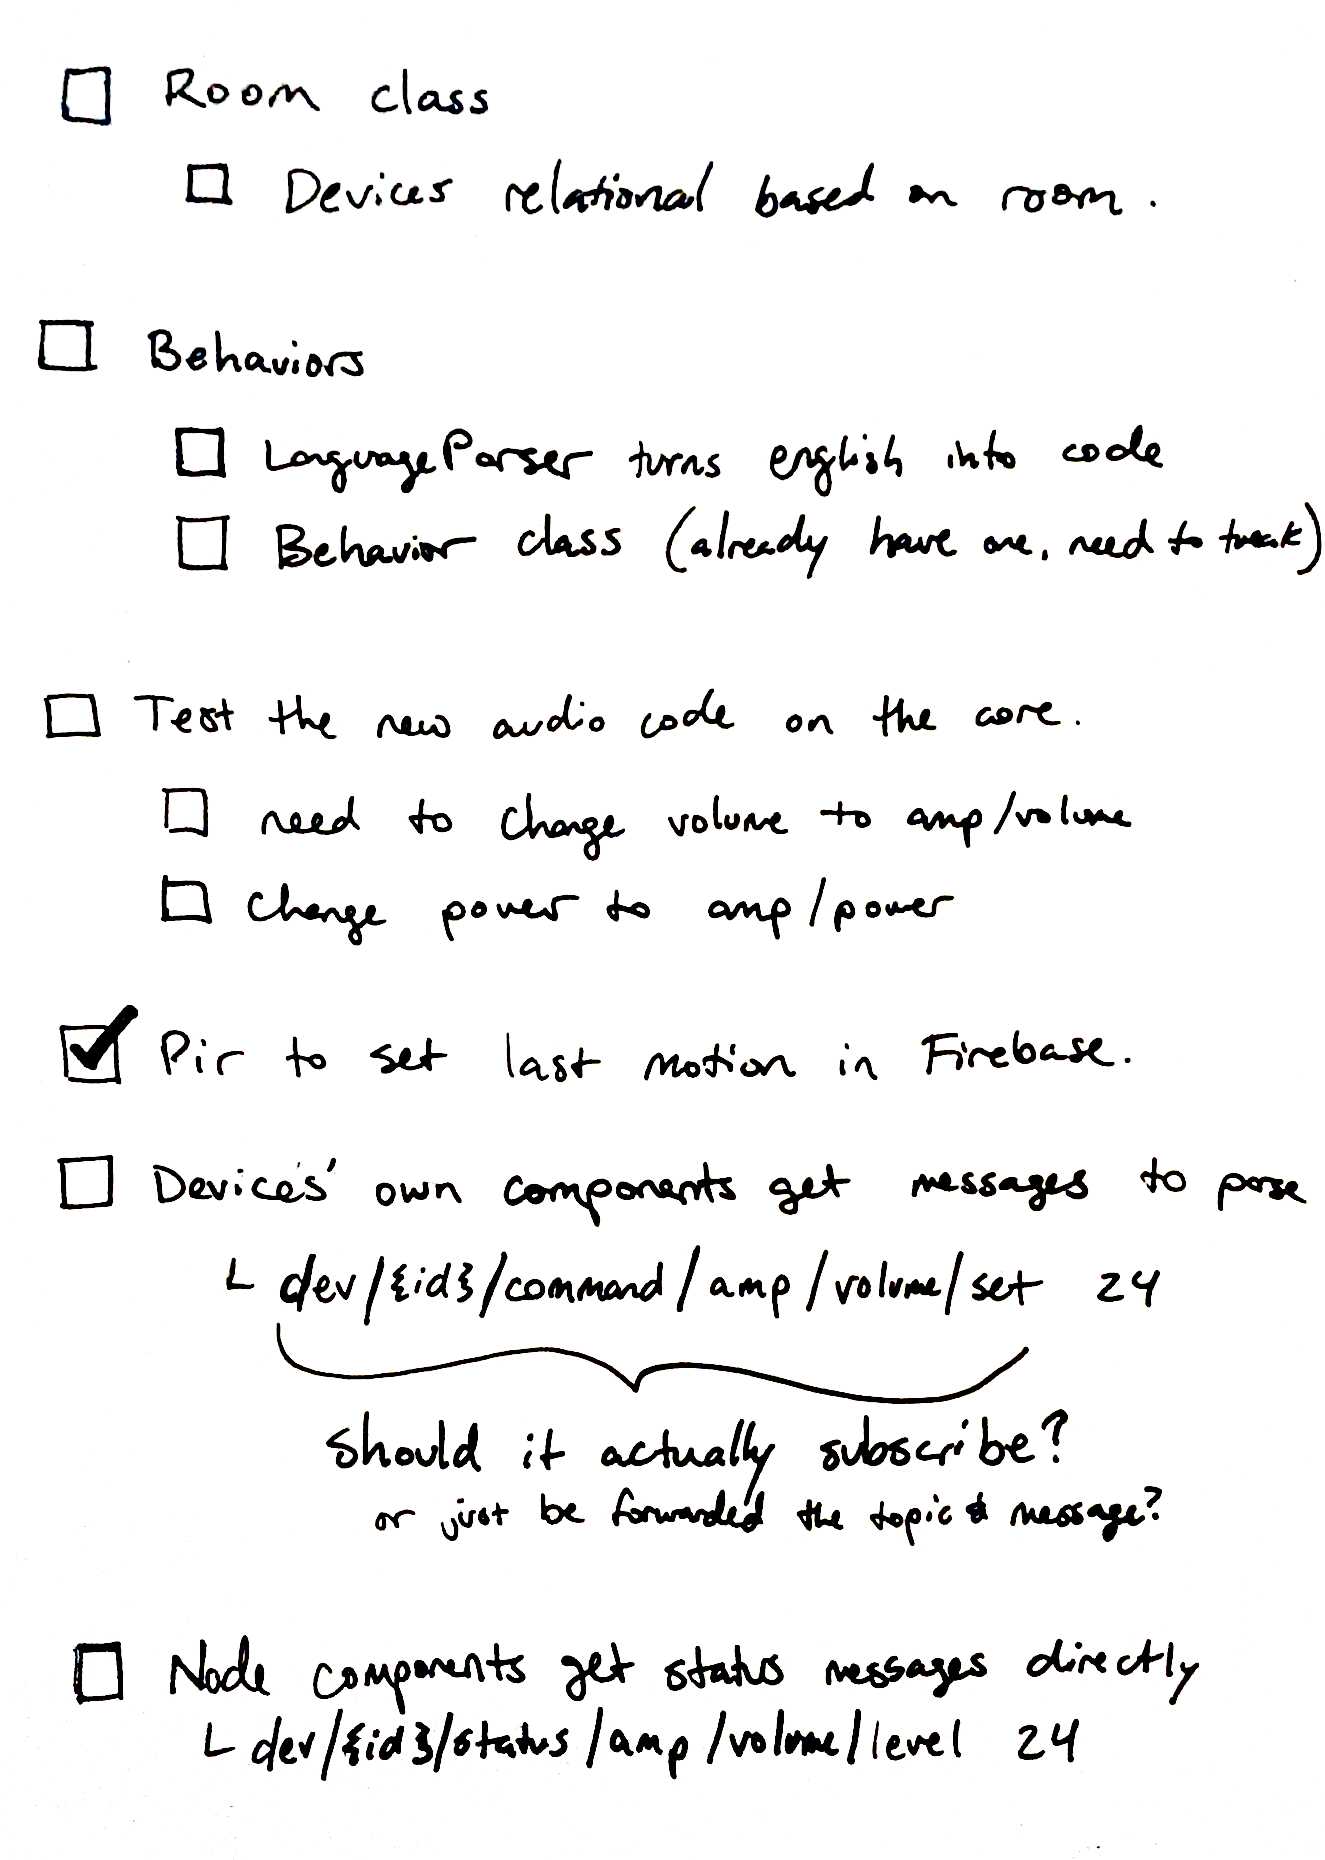 Room class
Devices relational based on room.
Behaviors
LanguageParser turns english into code
Behavior class (already have one, need to tweak)
Test the new audio code on the core.
need to change volume to amp/volume
change power to amp/power
Pir to set last motion in Firebase.
Devices' own components get messages to parse
dev/{id}/command/amp/volume/set 24
should it actually subscribe?
or just be forwarded the topic & message?
Node components get status messages directly
dev/{id}/status/amp/volume/level 24